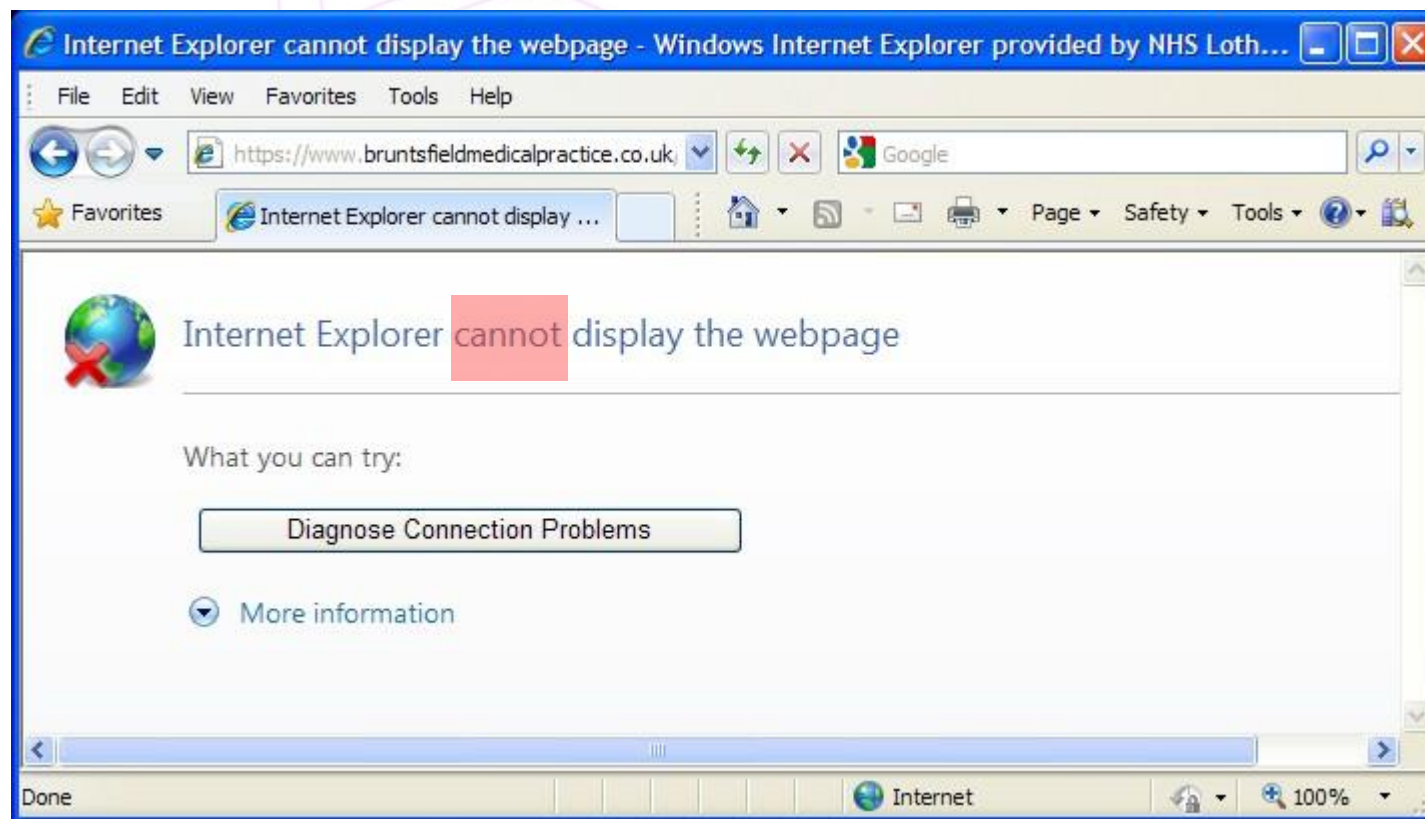 Internet Explorer cannot display the webpage - Windows Internet Explorer provided by NHS Loth...
File Edit View Favorites Tools Help
https://www.bruntsfieldmedicalpractice.co.uk/ Google
Favorites Internet Explorer cannot display ... Page Safety Tools
Internet Explorer cannot display the webpage
What you can try:
Diagnose Connection Problems
More information
Done Internet 100%